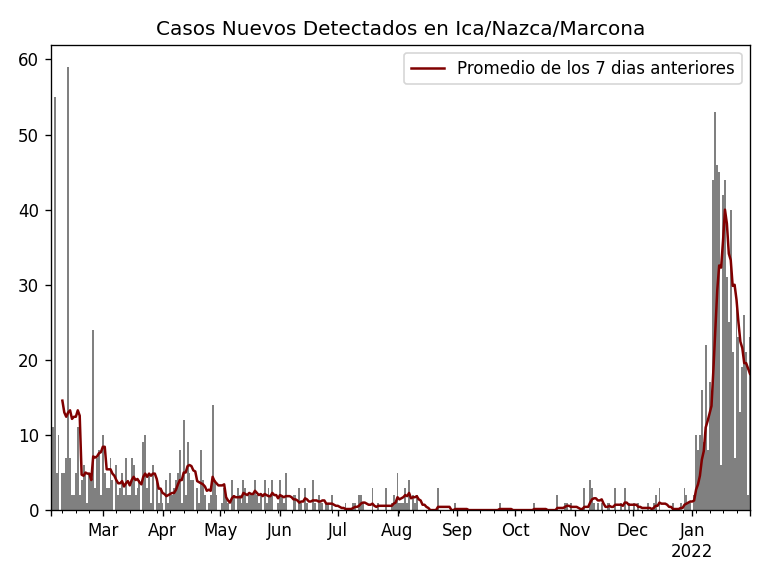 Casos Nuevos Detectados en Ica/Nazca/Marcona
Promedio de los 7 dias anteriores
60
50
40
30
20
10
0
Mar Apr May Jun Jul Aug Sep Oct Nov Dec Jan
2022